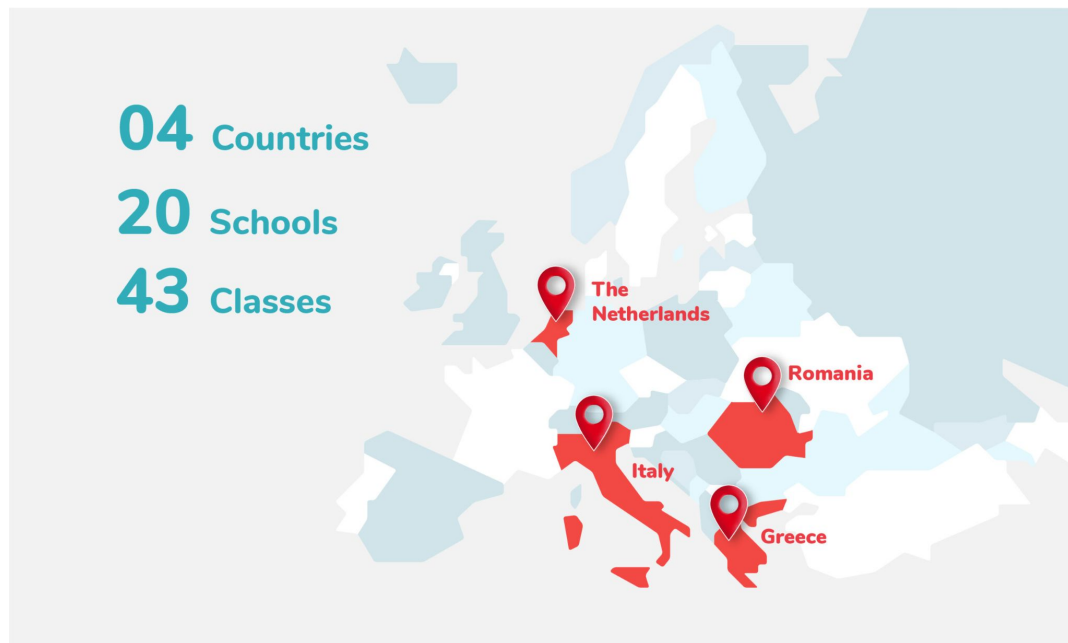 04 Countries
20 Schools
43 Classes
The
Netherlands
Romania
Italy
Greece